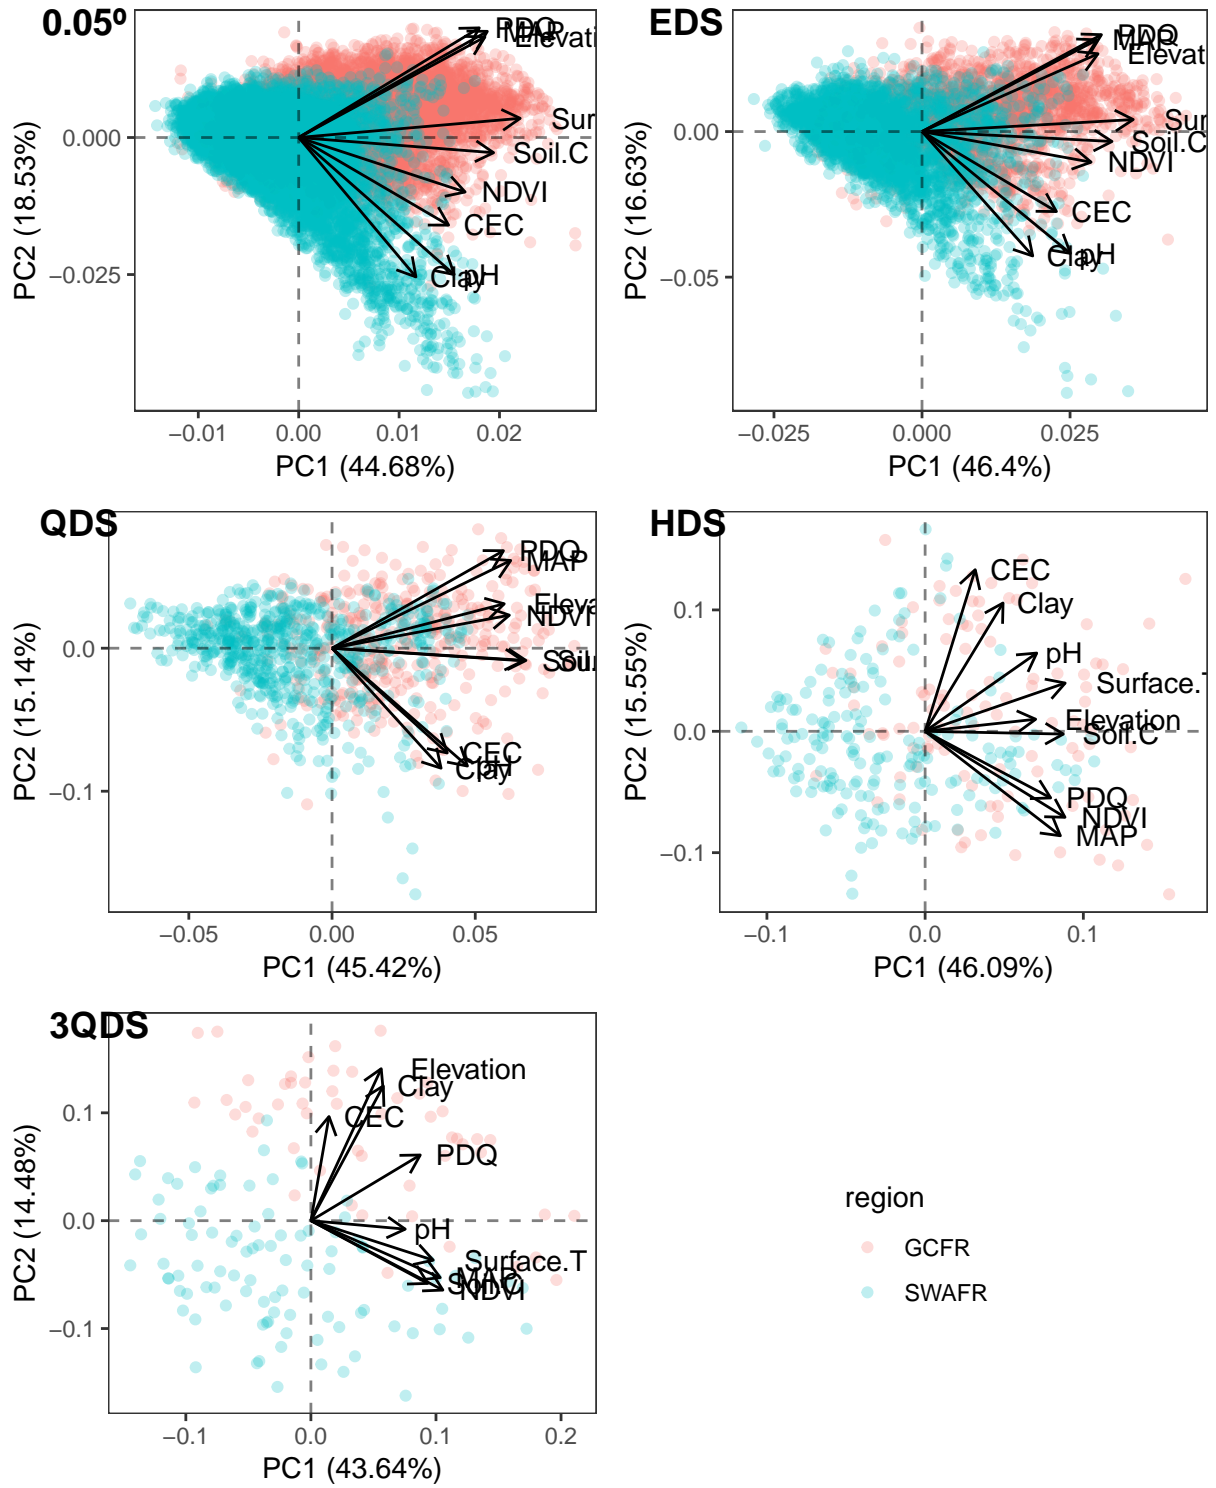 0.05º
PDQ
MAP
Elevati
Sur
Soil.C
NDVI
CEC
Clay
pH
0.000
−0.025
−0.01
0.00
0.01
0.02
PC1 (44.68%)
PC2 (18.53%)
EDS
PDQ
MAP
Elevat
Sur
Soil.C
NDVI
CEC
Clay
pH
0.00
−0.05
−0.025
0.000
0.025
PC1 (46.4%)
PC2 (16.63%)
QDS
PDQ
MAP
Eleva
NDVI
Soil
Sur
CEC
pH
Clay
0.0
−0.1
−0.05
0.00
0.05
PC1 (45.42%)
PC2 (15.14%)
HDS
CEC
Clay
pH
Surface.
Elevation
Soil.C
PDQ
NDVI
MAP
0.1
0.0
−0.1
−0.1
0.0
0.1
PC1 (46.09%)
PC2 (15.55%)
3QDS
Elevation
Clay
CEC
PDQ
pH
Surface.T
MAP
Soil.C
NDVI
0.1
0.0
−0.1
−0.1
0.0
0.1
0.2
PC1 (43.64%)
PC2 (14.48%)
region
GCFR
SWAFR